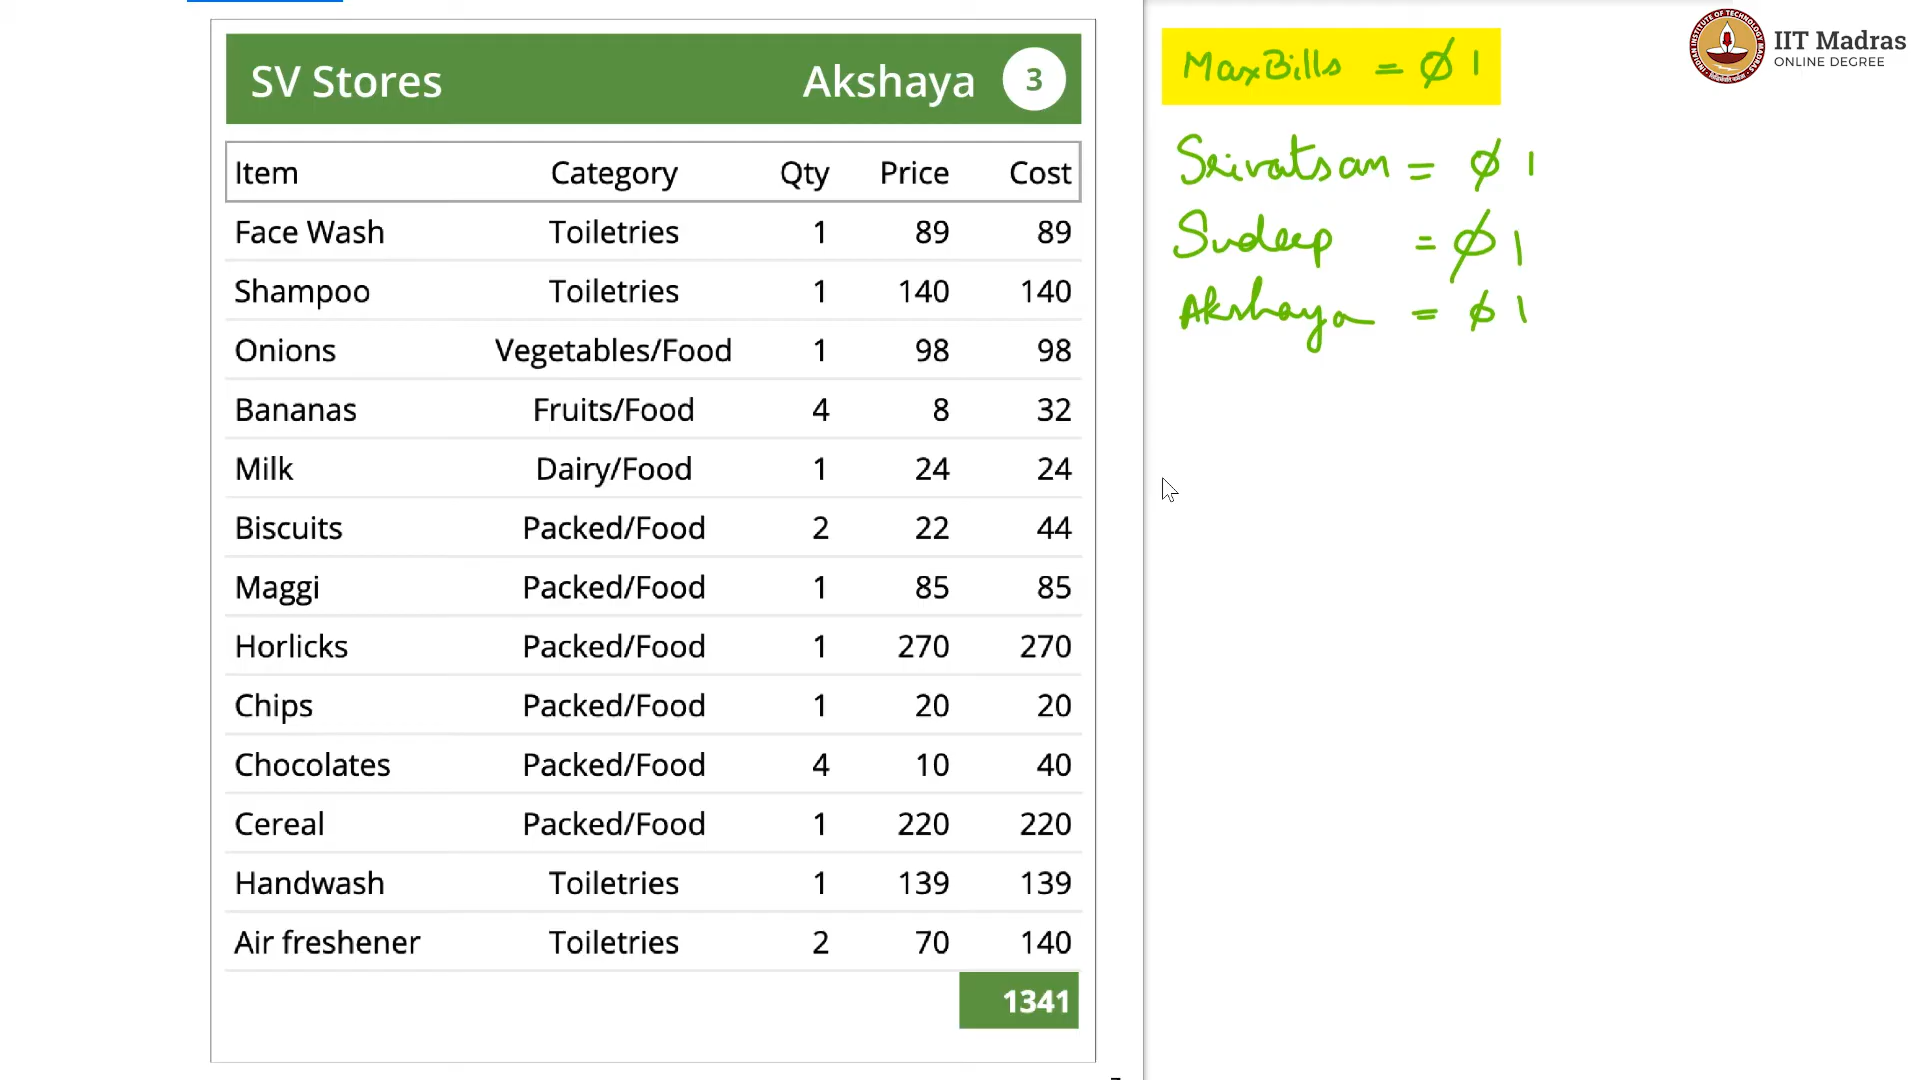 SV Stores Akshaya 3
Item Category Qty Price Cost
Face Wash Toiletries 1 89 89
Shampoo Toiletries 1 140 140
Onions Vegetables/Food 1 98 98
Bananas Fruits/Food 4 8 32
Milk Dairy/Food 1 24 24
Biscuits Packed/Food 2 22 44
Maggi Packed/Food 1 85 85
Horlicks Packed/Food 1 270 270
Chips Packed/Food 1 20 20
Chocolates Packed/Food 4 10 40
Cereal Packed/Food 1 220 220
Handwash Toiletries 1 139 139
Air freshener Toiletries 2 70 140
1341
MaxBills = 0 1
Srivatsan = 0 1
Sudeep = 0 1
Akshaya = 0 1
IIT Madras
ONLINE DEGREE